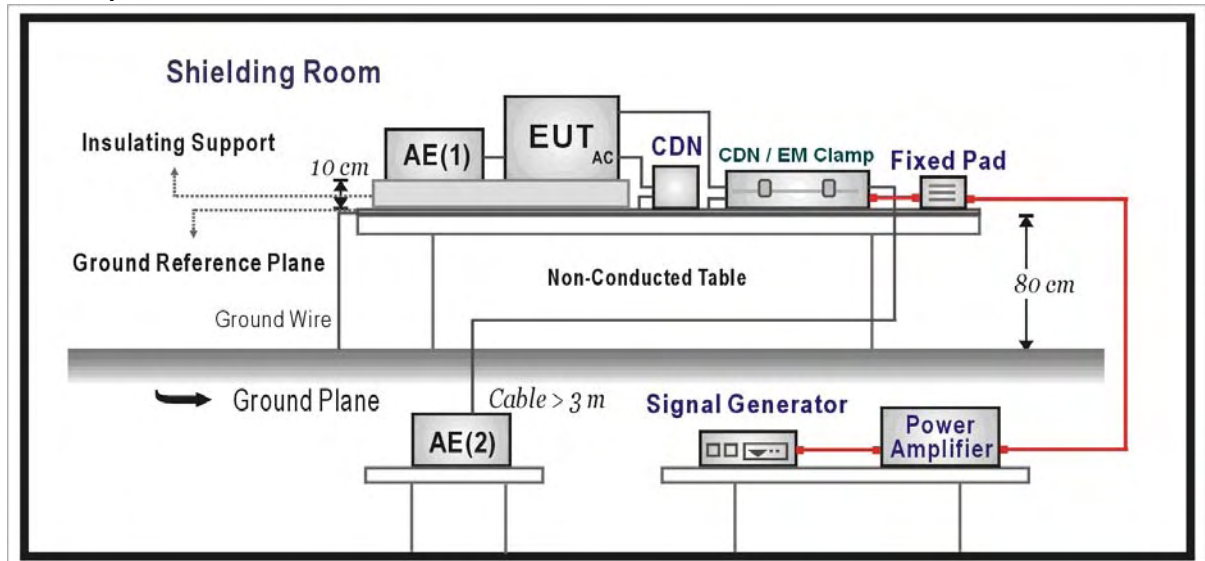 Shielding Room
Insulating Support
10 cm
AE(1)
EUT
AC
CDN
CDN / EM Clamp
Fixed Pad
Ground Reference Plane
Non-Conducted Table
80 cm
Ground Wire
Ground Plane
Cable > 3 m
AE(2)
Signal Generator
Power
Amplifier